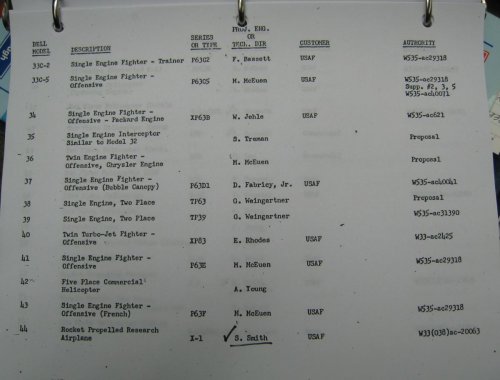 PROJ. ENG.
BELL SERIES OR
MODEL DESCRIPTION OR TYPE TECH. DIR CUSTOMER AUTHORITY
33C-2 Single Engine Fighter - Trainer P63C2 F. Bassett USAF W535-ac29318
33C-5 Single Engine Fighter - P63C5 M. McEuen USAF W535-ac29318
Offensive Supp. #2, 3, 5
W535-ac40071
34 Single Engine Fighter - XP63B W. Jehle USAF W535-ac621
Offensive - Packard Engine
35 Single Engine Interceptor S. Truman Proposal
Similar to Model 32
36 Twin Engine Fighter - M. McEuen Proposal
Offensive, Chrysler Engine
37 Single Engine Fighter -
Offensive (Bubble Canopy) P63D1 D. Fabricy, Jr. USAF W535-ac40041
38 Single Engine, Two Place TP63 G. Weingartner Proposal
39 Single Engine, Two Place TP39 G. Weingartner W535-ac31390
40 Twin Turbo-Jet Fighter - XP83 E. Rhodes USAF W33-ac2425
Offensive
41 Single Engine Fighter - P63E M. McEuen USAF W535-ac29318
Offensive
42 Five Place Commercial A. Young
Helicopter
43 Single Engine Fighter - W535-ac29318
Offensive (French) P63F M. McEuen USAF
44 Rocket Propelled Research X-1 S. Smith USAF W33(038)ac-20063
Airplane